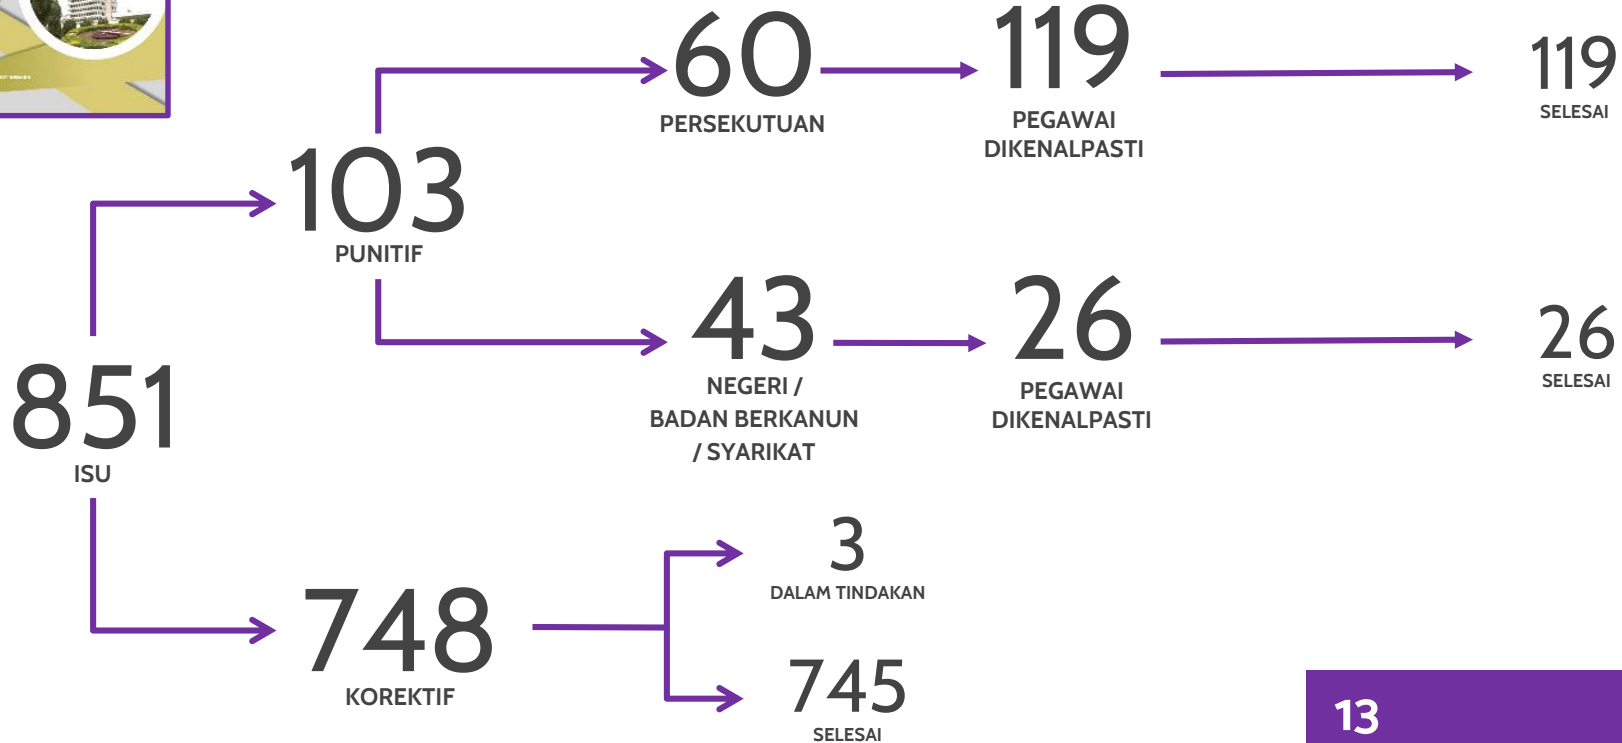 60
PERSEKUTUAN
119
PEGAWAI
DIKENALPASTI
119
SELESAI
103
PUNITIF
43
NEGERI /
BADAN BERKANUN
/ SYARIKAT
26
PEGAWAI
DIKENALPASTI
26
SELESAI
851
ISU
3
DALAM TINDAKAN
748
KOREKTIF
745
SELESAI
13